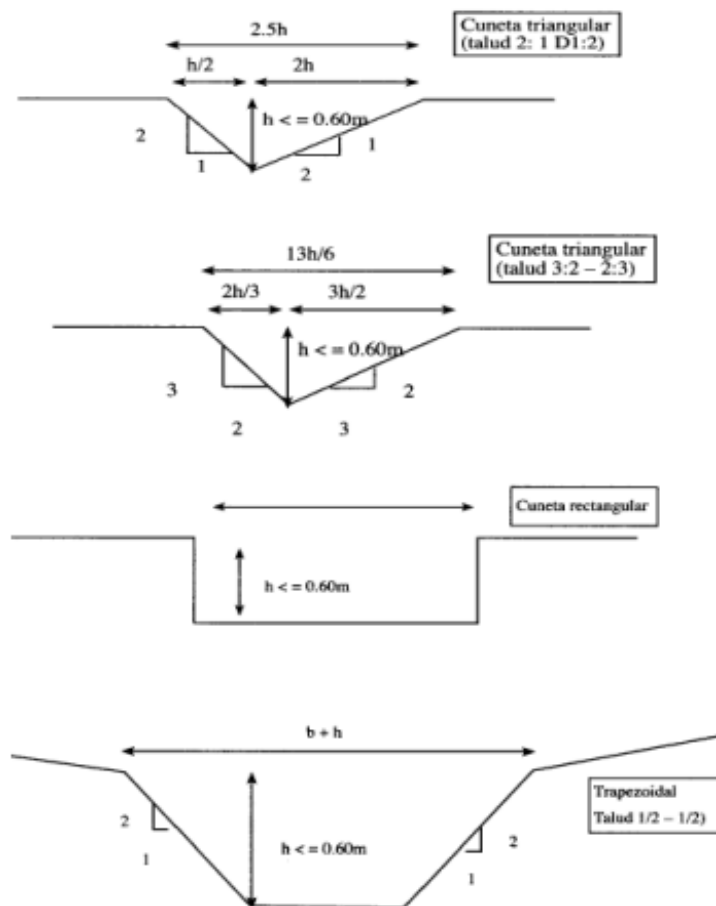 2.5h
Cuneta triangular
(talud 2: 1 D1:2)
h/2
2h
h < = 0.60m
2
1
1
2
13h/6
Cuneta triangular
(talud 3:2 – 2:3)
2h/3
3h/2
h < = 0.60m
3
2
2
3
Cuneta rectangular
h < = 0.60m
b + h
Trapezoidal
Talud 1/2 – 1/2)
2
1
h < = 0.60m
2
1